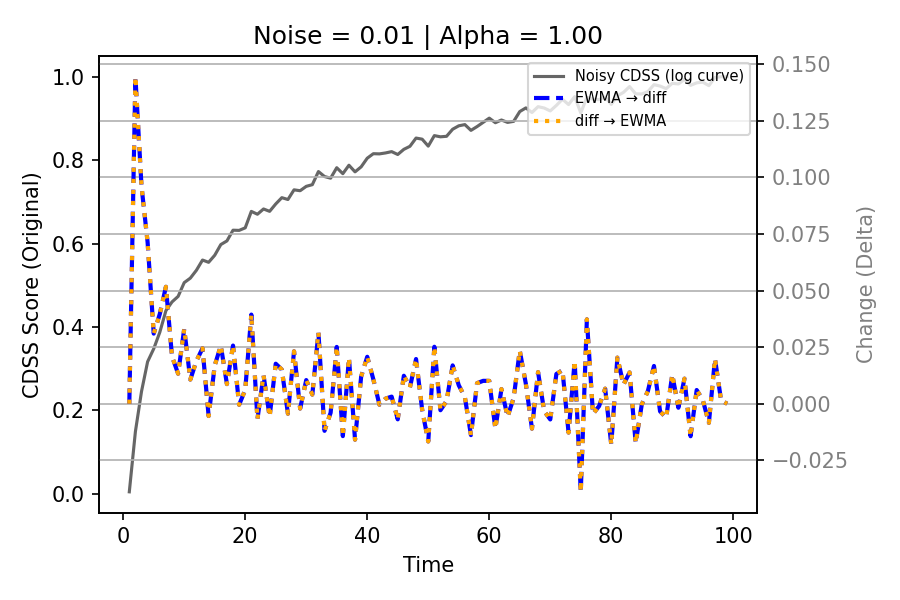 Noise = 0.01 | Alpha = 1.00
CDSS Score (Original)
1.0
0.8
0.6
0.4
0.2
0.0
Noisy CDSS (log curve)
EWMA → diff
diff → EWMA
0.150
0.125
0.100
0.075
0.050
0.025
0.000
−0.025
Change (Delta)
0
20
40
60
80
100
Time